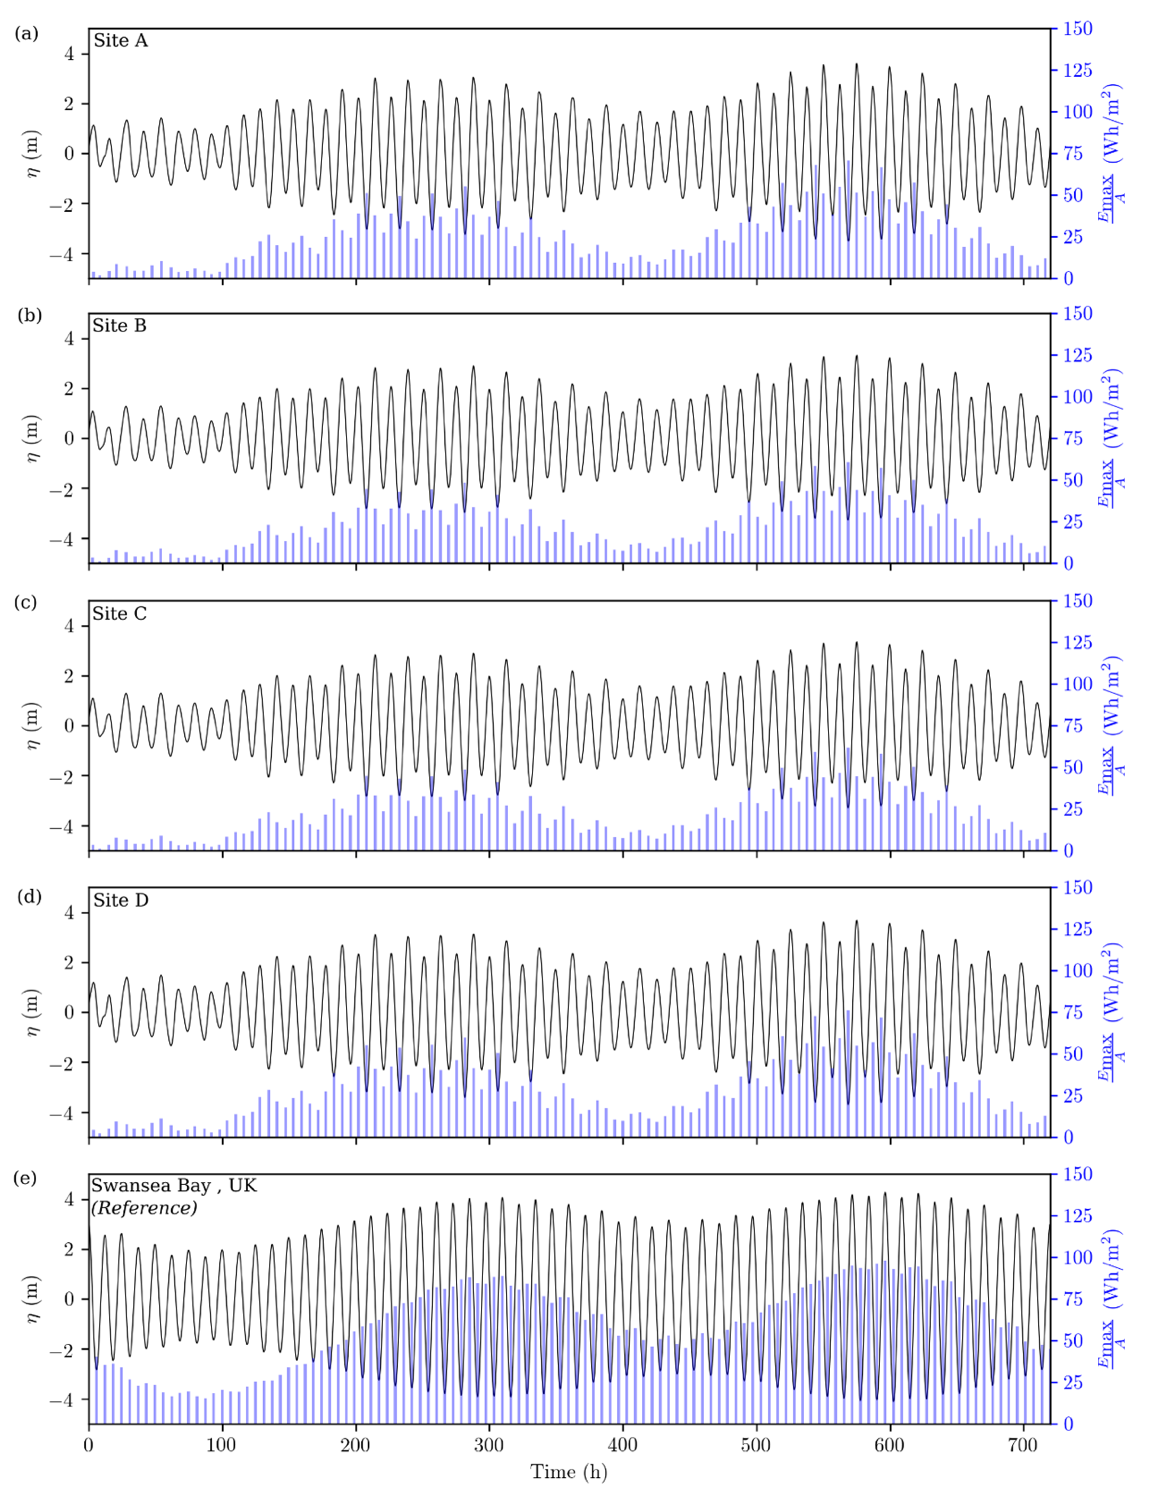 (a)
Site A
4
2
0
−2
−4
η (m)
150
125
100
75
50
25
0
Emax/A (Wh/m²)
(b)
Site B
4
2
0
−2
−4
η (m)
150
125
100
75
50
25
0
Emax/A (Wh/m²)
(c)
Site C
4
2
0
−2
−4
η (m)
150
125
100
75
50
25
0
Emax/A (Wh/m²)
(d)
Site D
4
2
0
−2
−4
η (m)
150
125
100
75
50
25
0
Emax/A (Wh/m²)
(e)
Swansea Bay , UK
(Reference)
4
2
0
−2
−4
η (m)
150
125
100
75
50
25
0
Emax/A (Wh/m²)
0 100 200 300 400 500 600 700
Time (h)